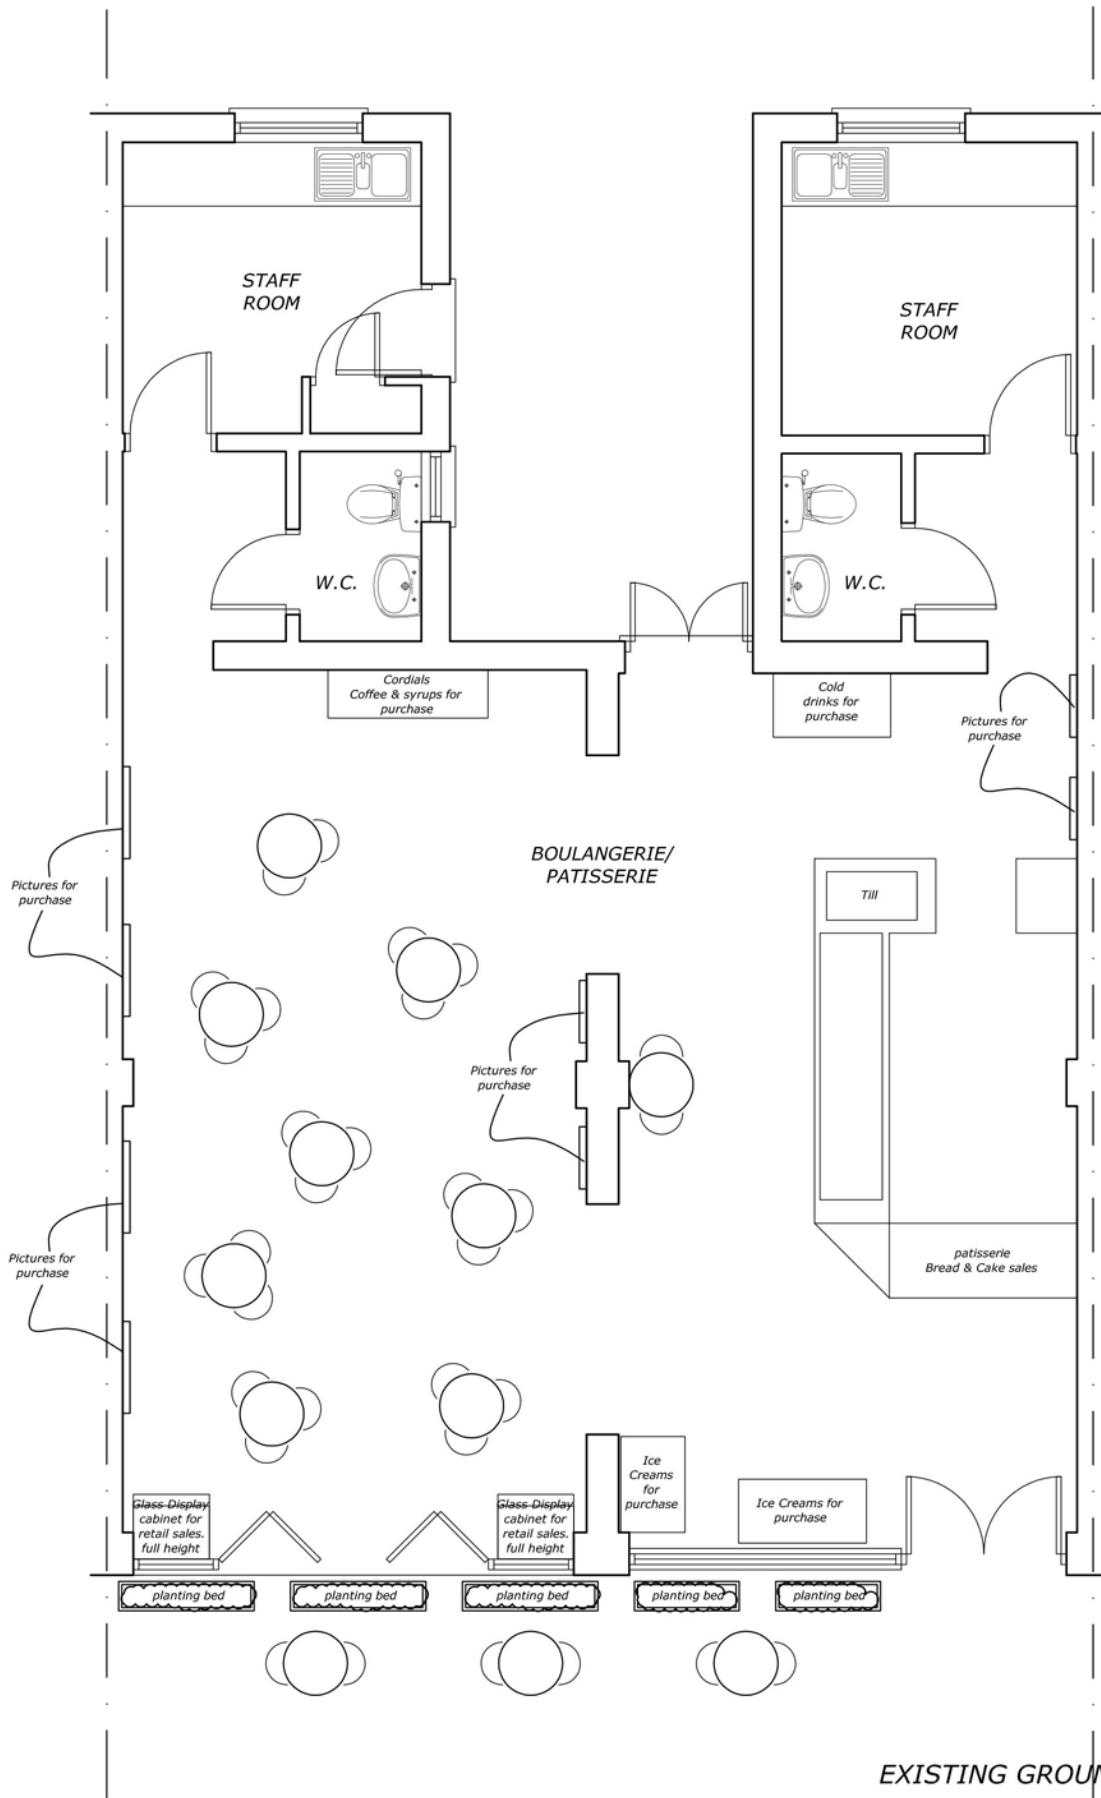 STAFF
ROOM
STAFF
ROOM
W.C.
W.C.
Cordials
Coffee & syrups for
purchase
Cold
drinks for
purchase
Pictures for
purchase
BOULANGERIE/
PATISSERIE
Till
Pictures for
purchase
Pictures for
purchase
Pictures for
purchase
patisserie
Bread & Cake sales
Ice
Creams
for
purchase
Ice Creams for
purchase
Glass Display
cabinet for
retail sales.
full height
Glass Display
cabinet for
retail sales.
full height
planting bed
planting bed
planting bed
planting bed
planting bed
EXISTING GROUN